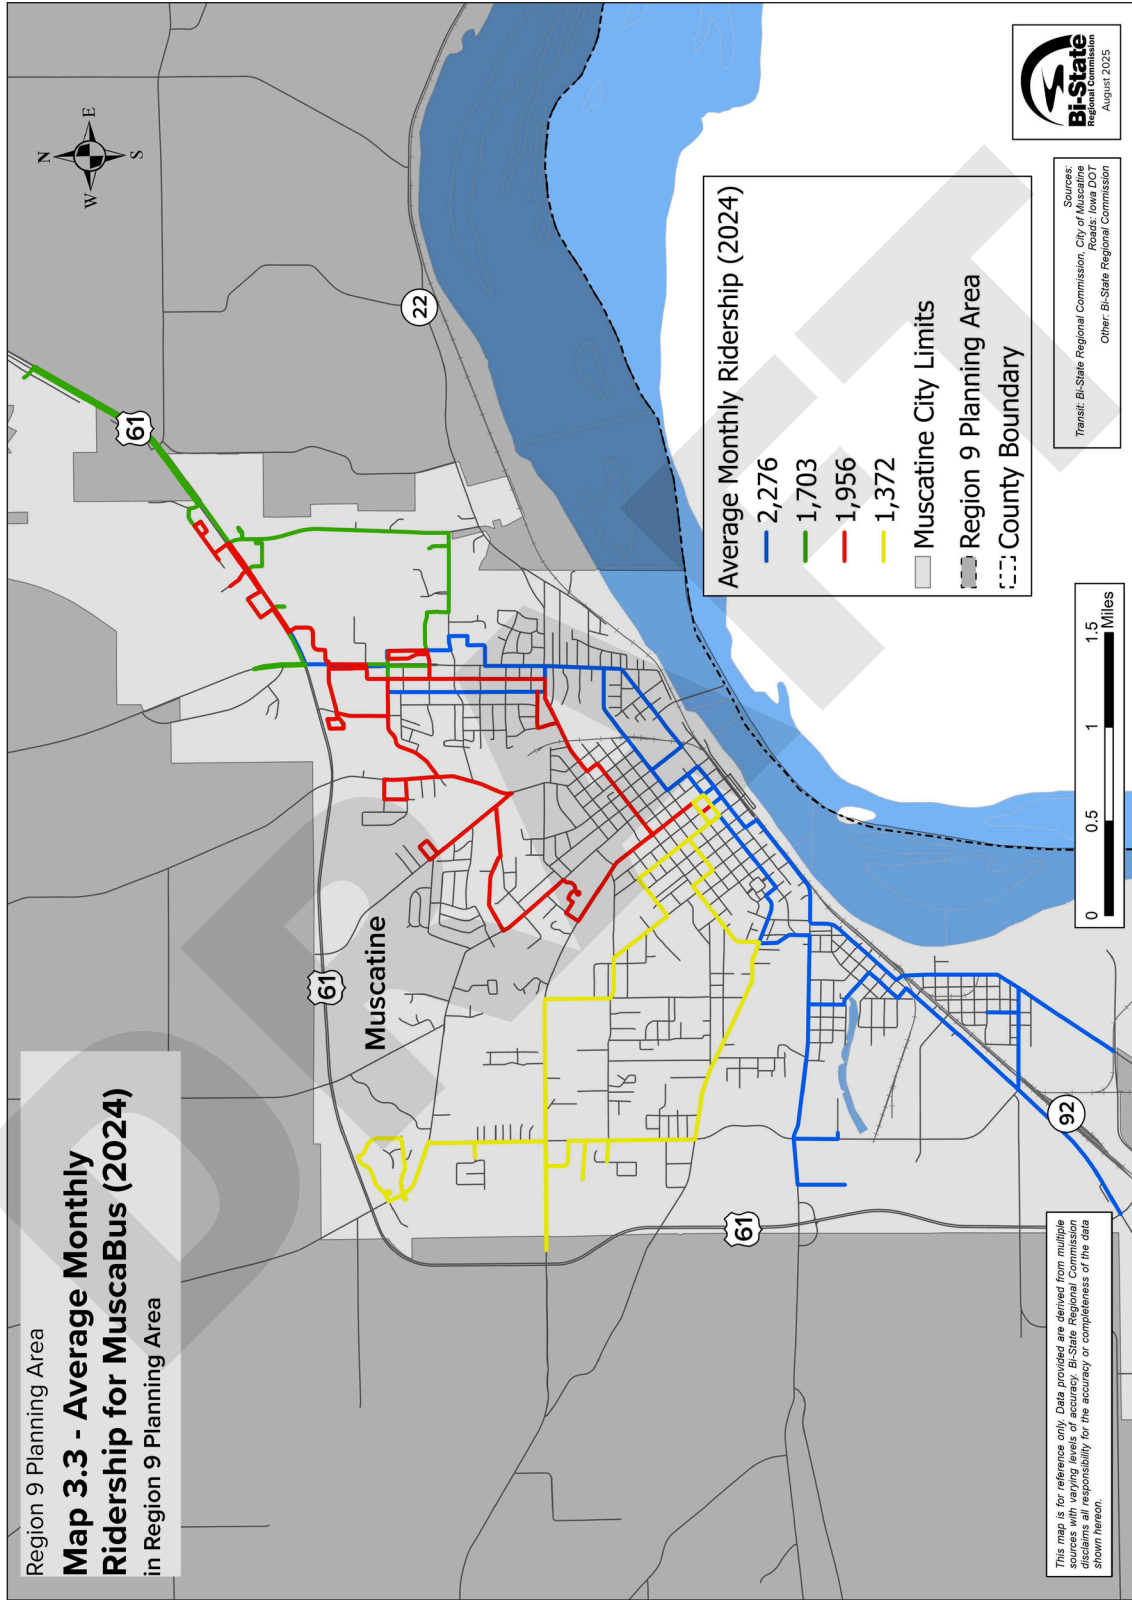 Region 9 Planning Area
Map 3.3 - Average Monthly
Ridership for MuscaBus (2024)
in Region 9 Planning Area
N
W
E
S
61
22
61
Muscatine
61
92
Average Monthly Ridership (2024)
2,276
1,703
1,956
1,372
Muscatine City Limits
Region 9 Planning Area
County Boundary
0
0.5
1
1.5
Miles
This map is for reference only. Data provided are derived from multiple
sources with varying levels of accuracy. Bi-State Regional Commission
disclaims all responsibility for the accuracy or completeness of the data
shown hereon.
Sources:
Transit: Bi-State Regional Commission, City of Muscatine
Roads: Iowa DOT
Other: Bi-State Regional Commission
Bi-State
Regional Commission
August 2025
DRAFT